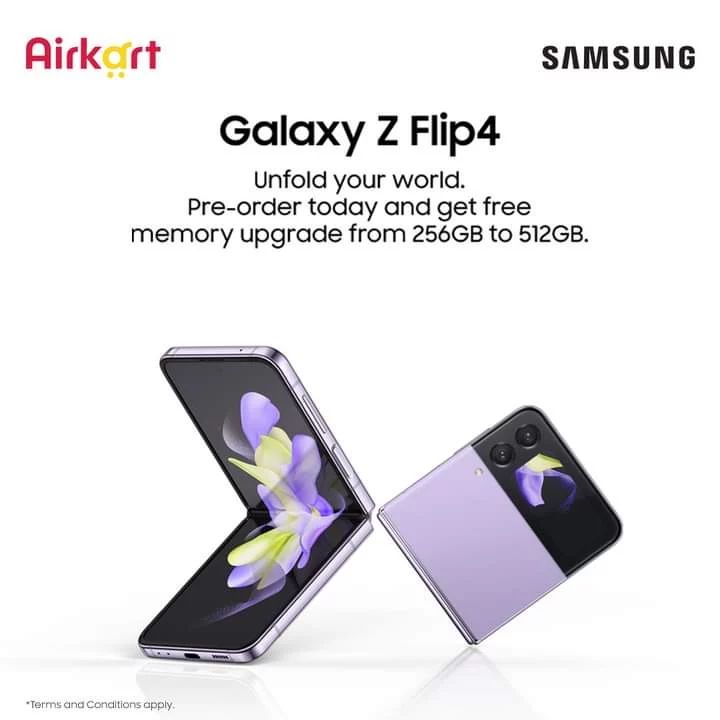 Airkart
SAMSUNG
Galaxy Z Flip4
Unfold your world.
Pre-order today and get free
memory upgrade from 256GB to 512GB.
*Terms and Conditions apply.